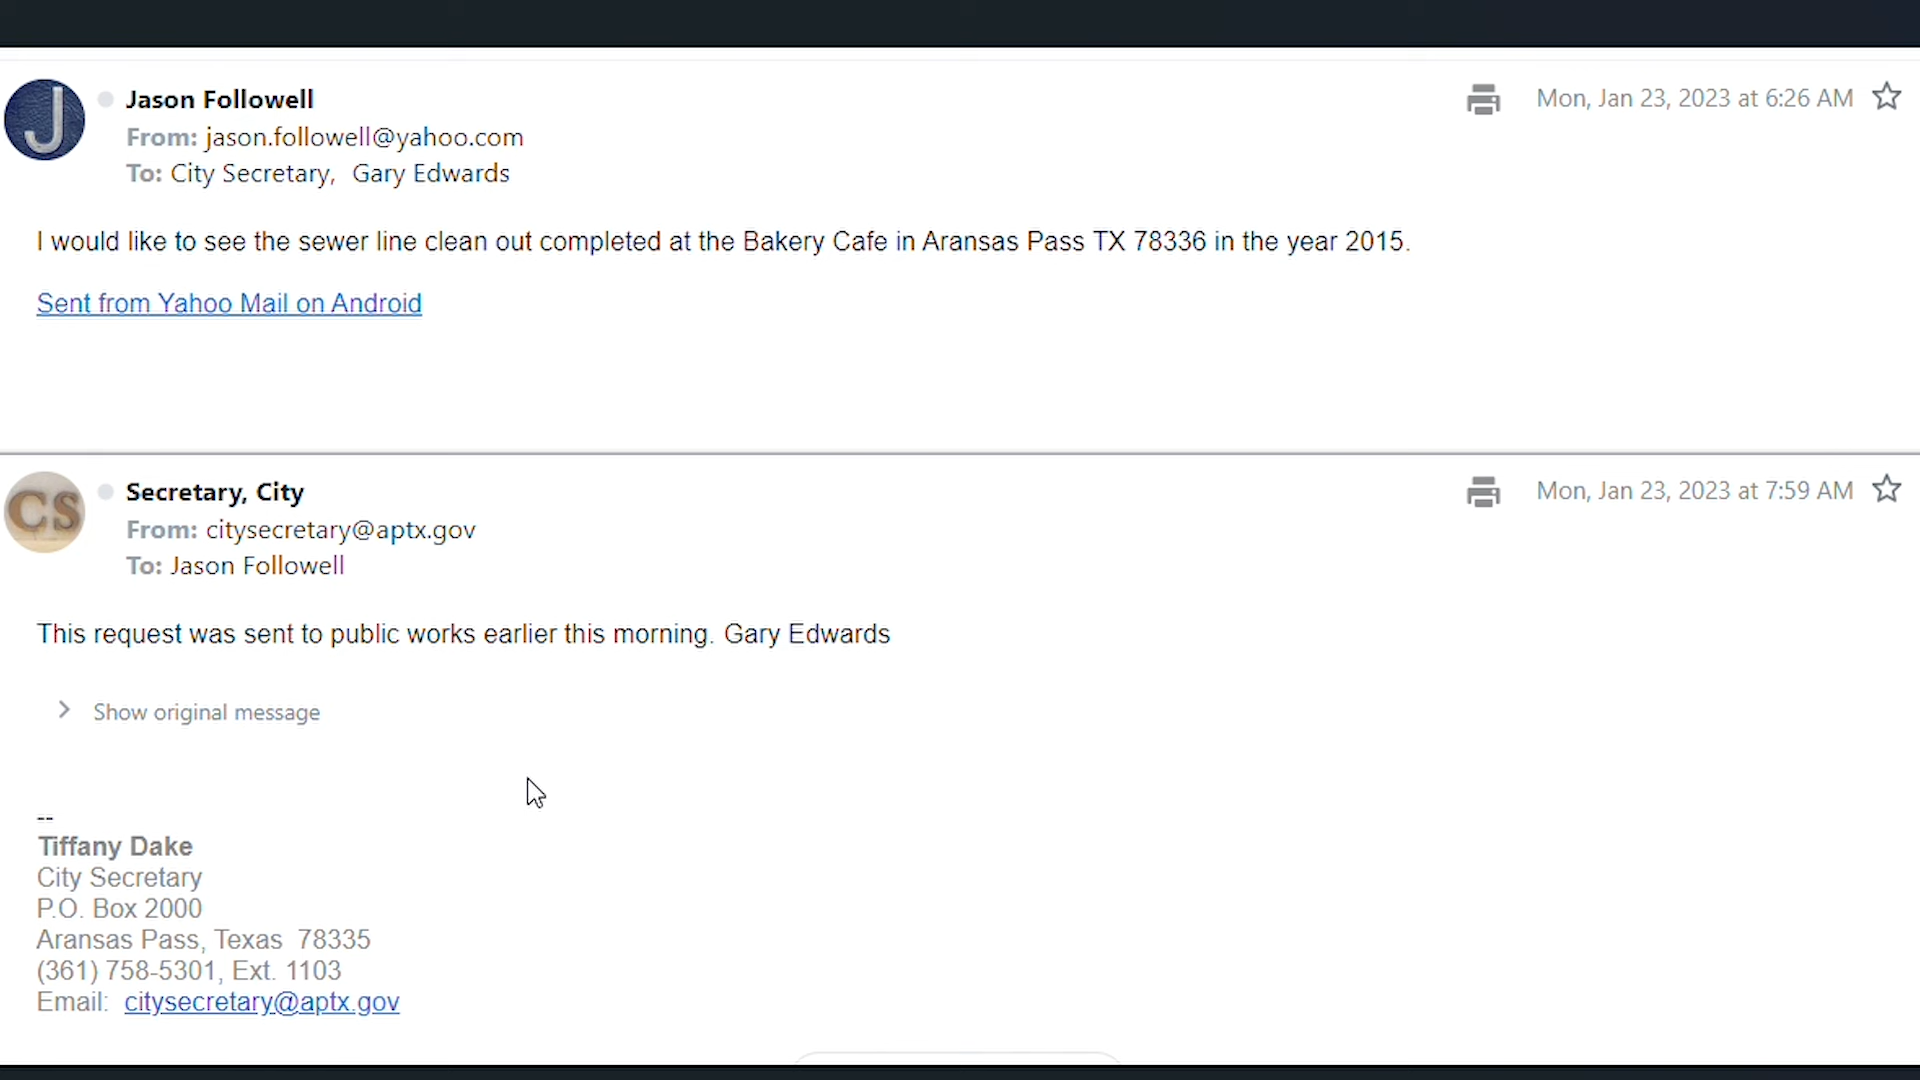 J
Jason Followell
Mon, Jan 23, 2023 at 6:26 AM
From: jason.followell@yahoo.com
To: City Secretary, Gary Edwards
I would like to see the sewer line clean out completed at the Bakery Cafe in Aransas Pass TX 78336 in the year 2015.
Sent from Yahoo Mail on Android
CS
Secretary, City
Mon, Jan 23, 2023 at 7:59 AM
From: citysecretary@aptx.gov
To: Jason Followell
This request was sent to public works earlier this morning. Gary Edwards
Show original message
--
Tiffany Dake
City Secretary
P.O. Box 2000
Aransas Pass, Texas 78335
(361) 758-5301, Ext. 1103
Email: citysecretary@aptx.gov